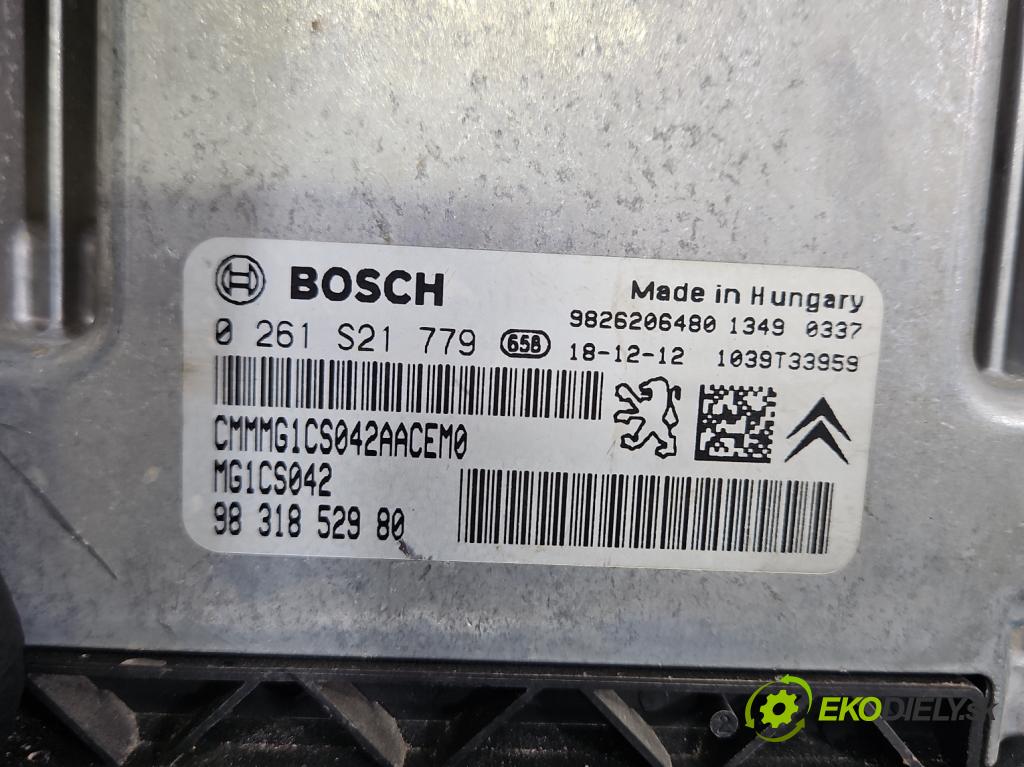 BOSCH
Made in Hungary
0 261 S21 779 658
9826206480 1349 0337
18-12-12 1039T33959
CMMMG1CS042AACEM0
MG1CS042
98 318 529 80
EKODIELY.SK